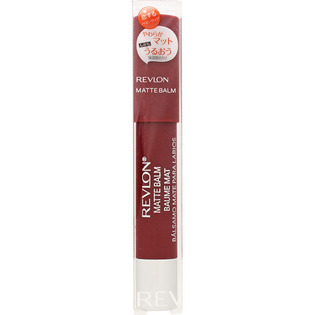 やわらか
マット
うるおう
REVLON
MATTE BALM
REVLON®
MATTE BALM
BAUME MAT
BÁLSAMO MATE PARA LABIOS
REV